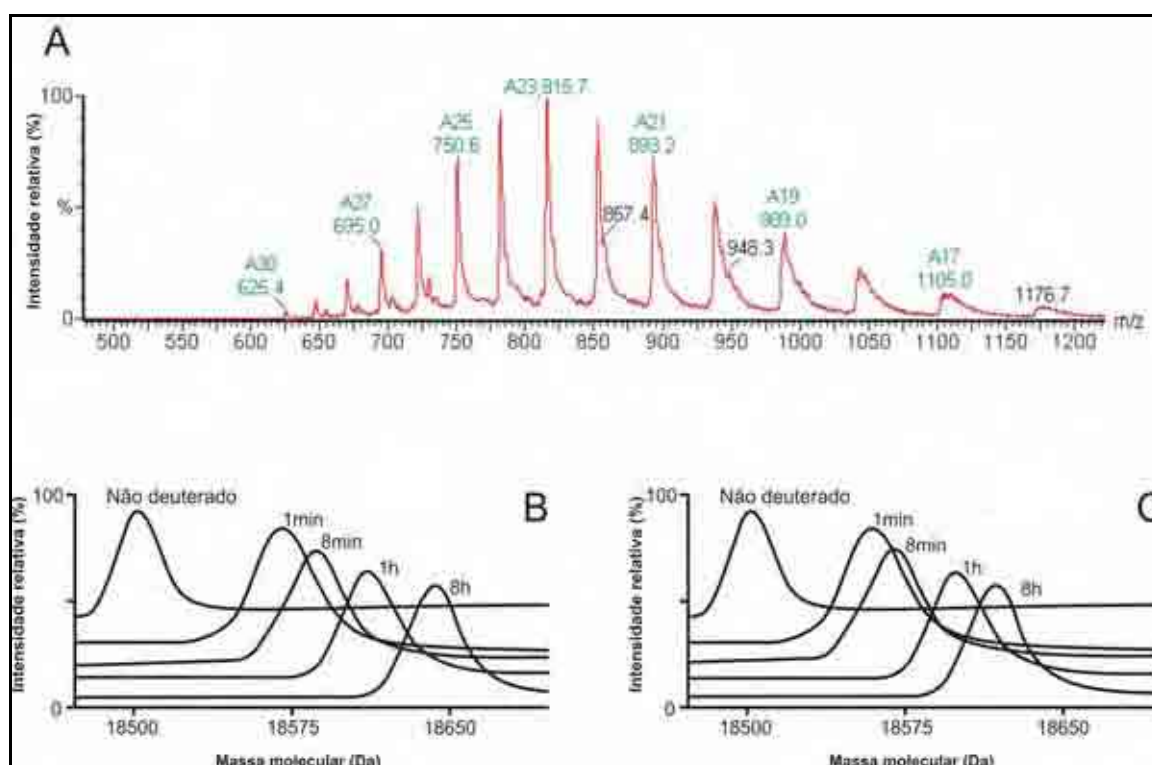 A
Intensidade relativa (%)
100
%
0
A30
625.4
A27
695.0
A25
750.6
A23 815.7
857.4
A21
893.2
948.3
A19
989.0
A17
1105.0
1176.7
500 550 600 650 700 750 800 850 900 950 1000 1050 1100 1150 1200 m/z
B
Intensidade relativa (%)
100
0
Não deuterado
1min
8min
1h
8h
18500 18575 18650
Massa molecular (Da)
C
Intensidade relativa (%)
100
0
Não deuterado
1min
8min
1h
8h
18500 18575 18650
Massa molecular (Da)